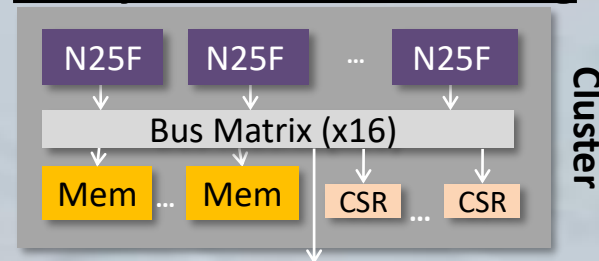 N25F N25F ... N25F
Bus Matrix (x16)
Mem ... Mem CSR ... CSR
Cluster